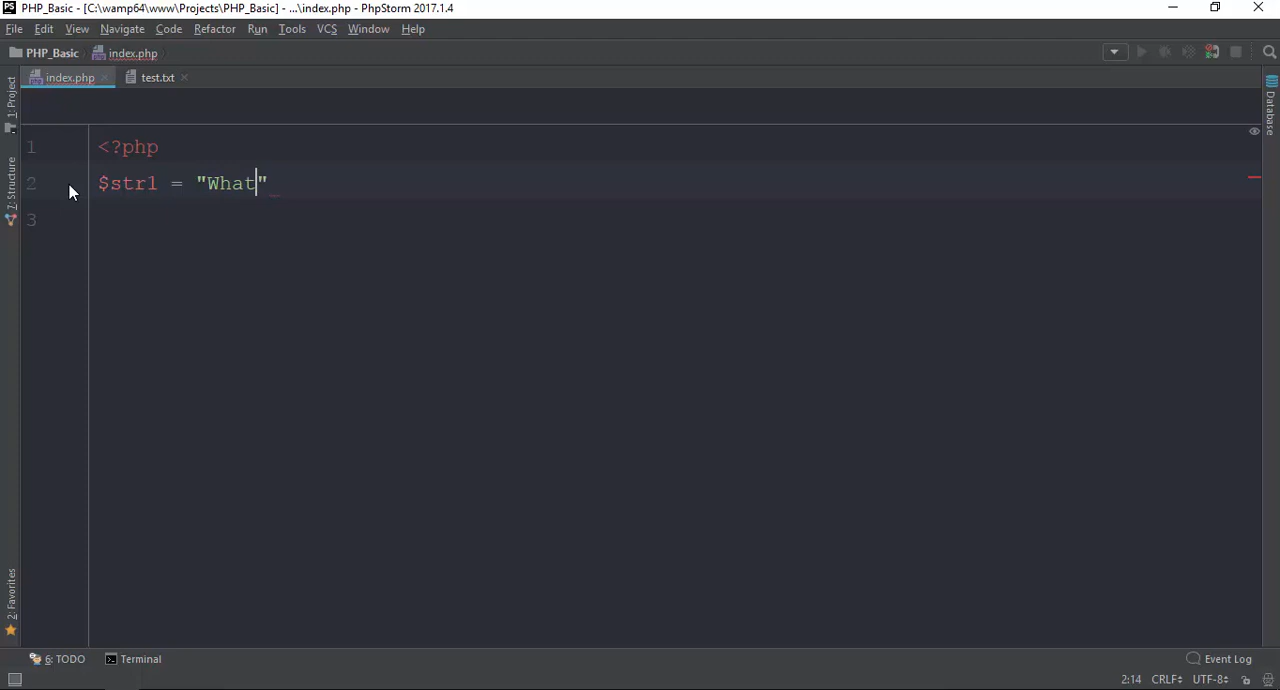 PS PHP_Basic - [C:\wamp64\www\Projects\PHP_Basic] - ...\index.php - PhpStorm 2017.1.4
File Edit View Navigate Code Refactor Run Tools VCS Window Help
PHP_Basic index.php
index.php test.txt
1: Project
7: Structure
2: Favorites
Database
1 <?php
2 $str1 = "What"
3
6: TODO Terminal Event Log
2:14 CRLF UTF-8